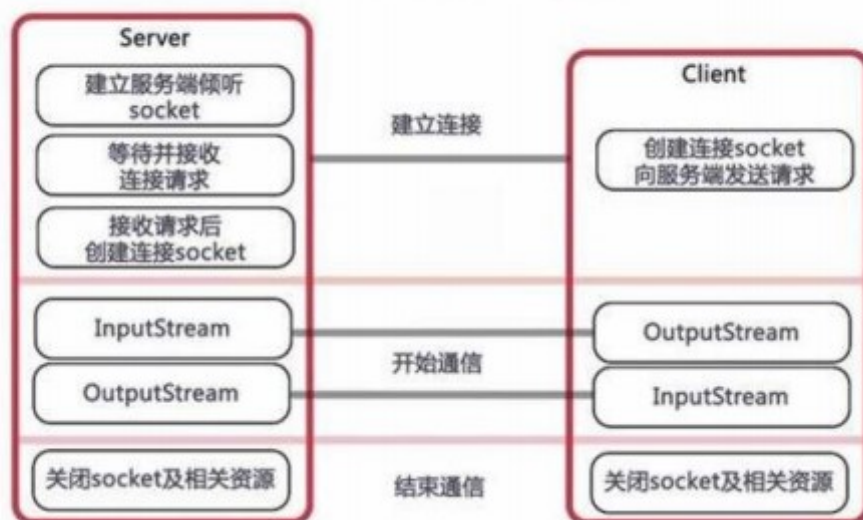 Server
建立服务端倾听
socket
等待并接收
连接请求
接收请求后
创建连接socket
建立连接
Client
创建连接socket
向服务端发送请求
InputStream
OutputStream
开始通信
OutputStream
InputStream
关闭socket及相关资源
结束通信
关闭socket及相关资源